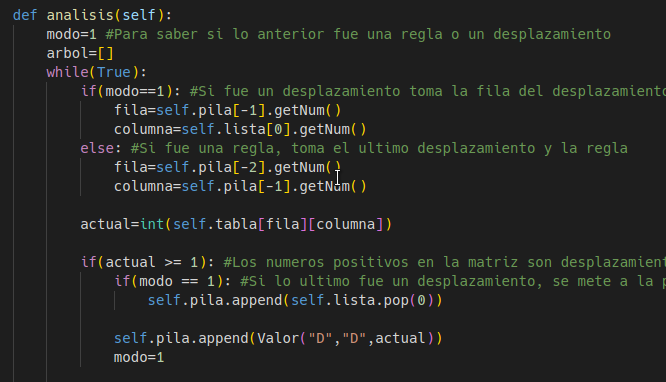 def analisis(self):
modo=1 #Para saber si lo anterior fue una regla o un desplazamiento
arbol=[]
while(True):
if(modo==1): #Si fue un desplazamiento toma la fila del desplazamiento
fila=self.pila[-1].getNum()
columna=self.lista[0].getNum()
else: #Si fue una regla, toma el ultimo desplazamiento y la regla
fila=self.pila[-2].getNum()
columna=self.pila[-1].getNum()
actual=int(self.tabla[fila][columna])
if(actual >= 1): #Los numeros positivos en la matriz son desplazamient
if(modo == 1): #Si lo ultimo fue un desplazamiento, se mete a la p
self.pila.append(self.lista.pop(0))
self.pila.append(Valor("D","D",actual))
modo=1